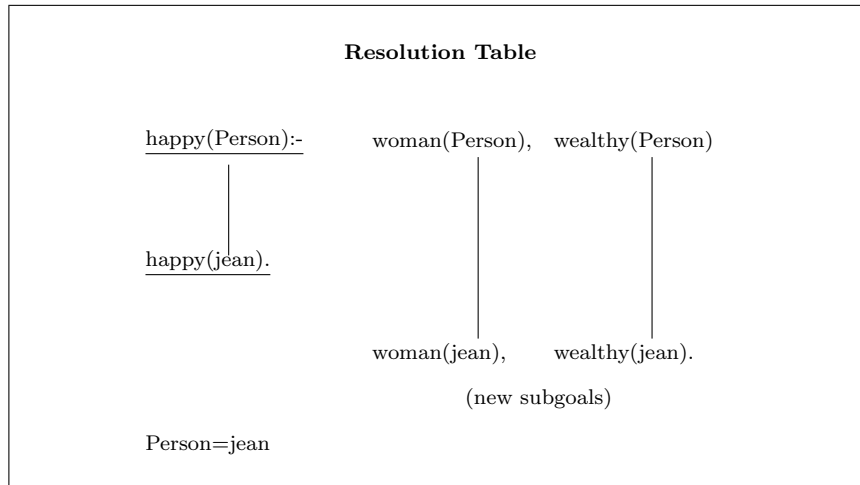 Resolution Table
happy(Person):- woman(Person), wealthy(Person)
happy(jean).
woman(jean), wealthy(jean).
(new subgoals)
Person=jean